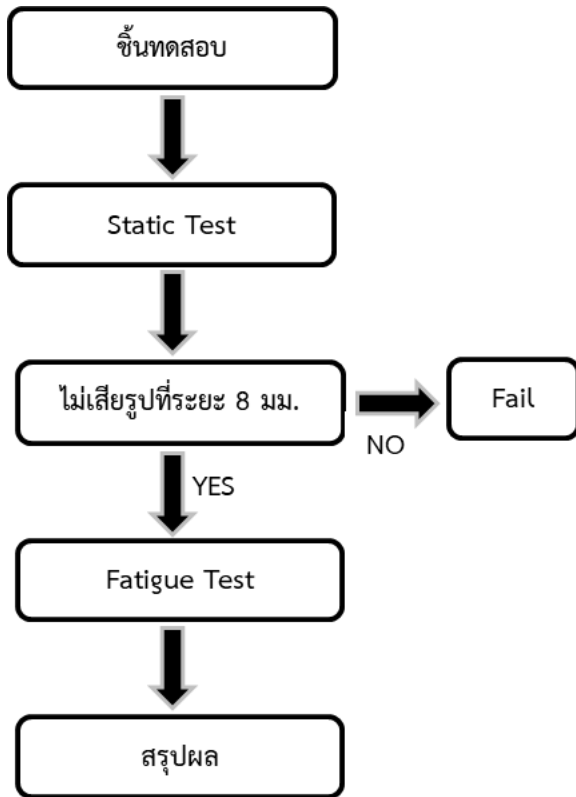 ชิ้นทดสอบ
Static Test
ไม่เสียรูปที่ระยะ 8 มม.
Fail
NO
YES
Fatigue Test
สรุปผล